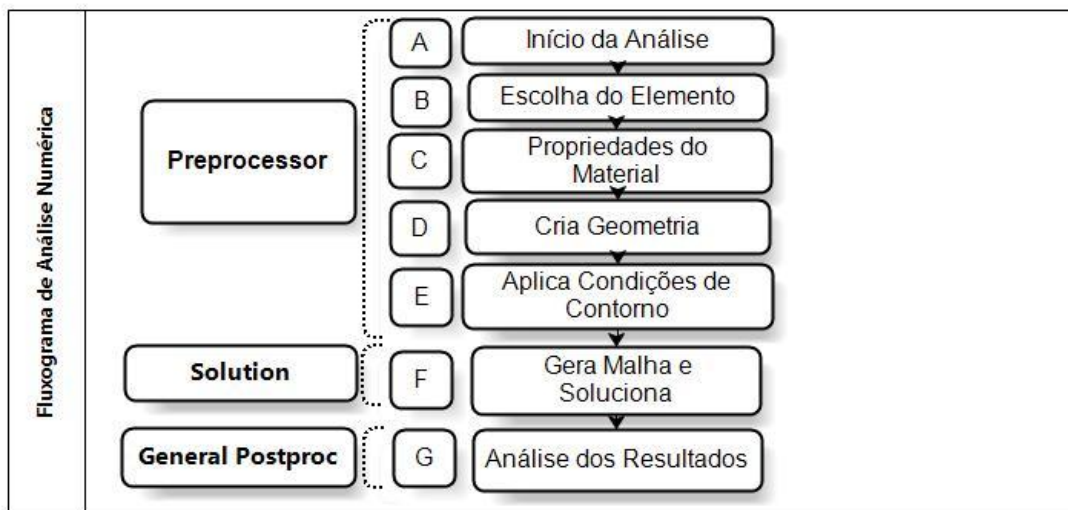 Fluxograma de Análise Numérica
Preprocessor
A
Início da Análise
B
Escolha do Elemento
C
Propriedades do
Material
D
Cria Geometria
E
Aplica Condições de
Contorno
Solution
F
Gera Malha e
Soluciona
General Postproc
G
Análise dos Resultados